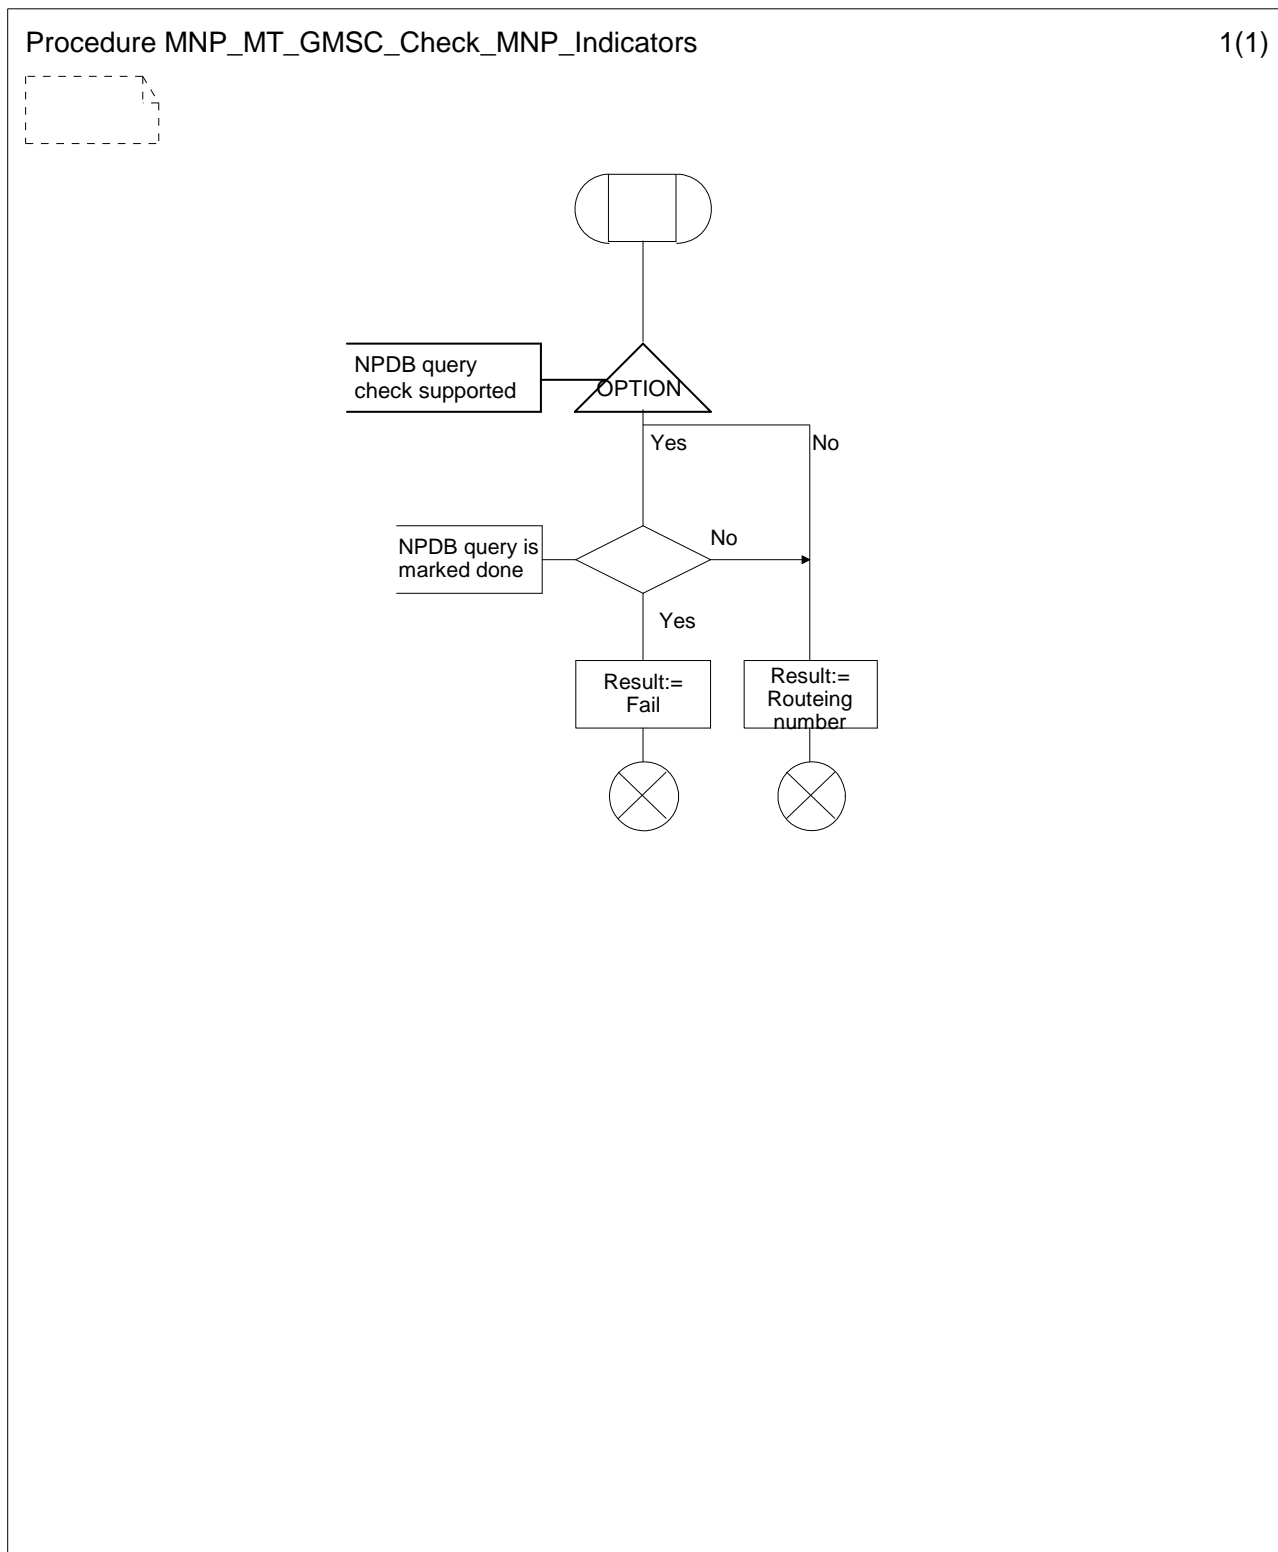 Procedure MNP_MT_GMSC_Check_MNP_Indicators
1(1)
NPDB query
check supported
OPTION
Yes
No
NPDB query is
marked done
No
Yes
Result:=
Fail
Result:=
Routeing
number